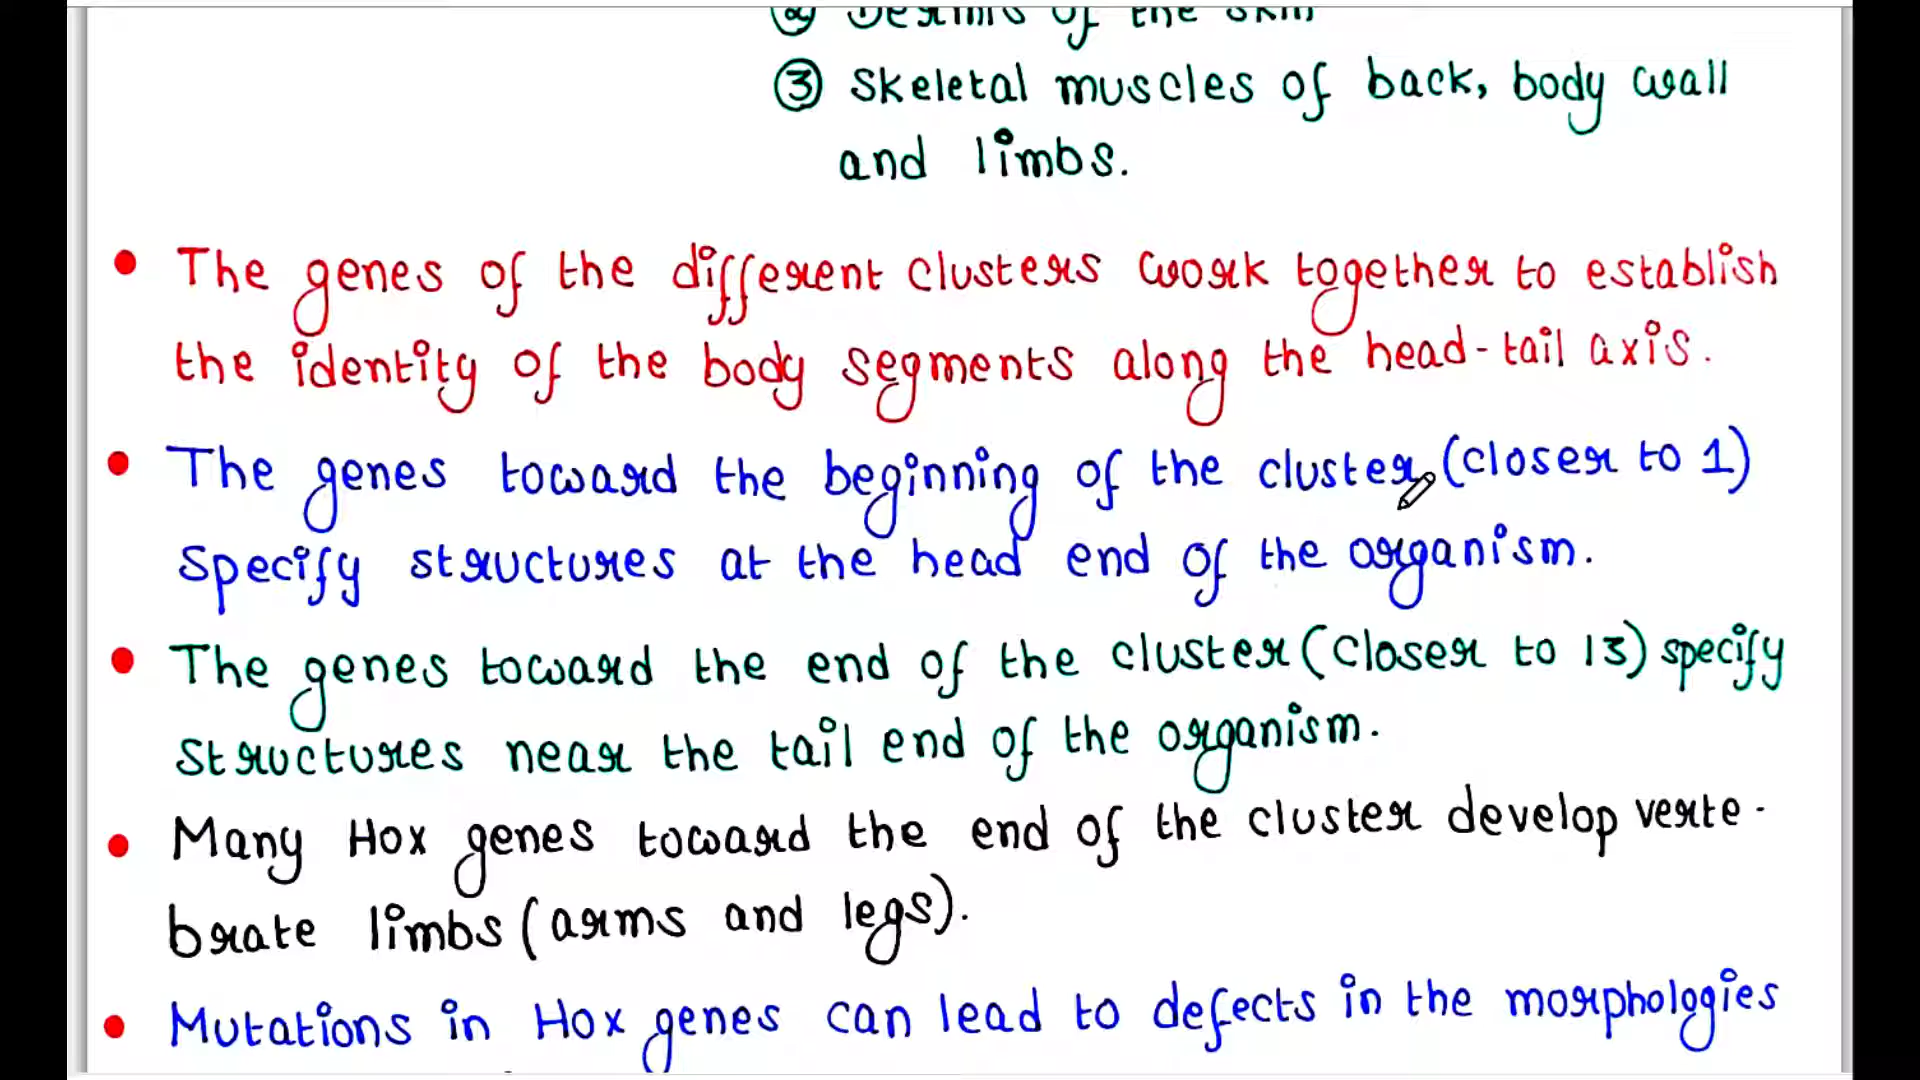 ② Dermis of the skin
③ Skeletal muscles of back, body wall
and limbs.
• The genes of the different clusters work together to establish
the identity of the body segments along the head-tail axis.
• The genes toward the beginning of the cluster (closer to 1)
specify structures at the head end of the organism.
• The genes toward the end of the cluster (closer to 13) specify
structures near the tail end of the organism.
• Many Hox genes toward the end of the cluster develop verte-
brate limbs (arms and legs).
• Mutations in Hox genes can lead to defects in the morphologies